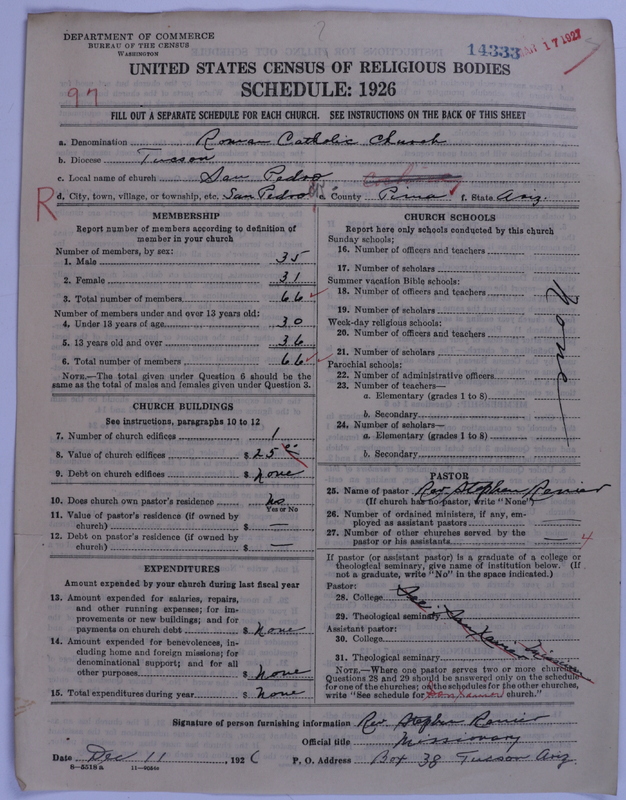 DEPARTMENT OF COMMERCE
BUREAU OF THE CENSUS
WASHINGTON
14333
17 1927
UNITED STATES CENSUS OF RELIGIOUS BODIES
97
SCHEDULE: 1926
FILL OUT A SEPARATE SCHEDULE FOR EACH CHURCH. SEE INSTRUCTIONS ON THE BACK OF THIS SHEET
a. Denomination Roman Catholic Church
b. Diocese Tucson
c. Local name of church San Pedro
R
d. City, town, village, or township, etc. San Pedro e. County Pima f. State Ariz.
MEMBERSHIP
Report number of members according to definition of member in your church
Number of members, by sex:
1. Male 35
2. Female 31
3. Total number of members 66
Number of members under and over 13 years old:
4. Under 13 years of age 30
5. 13 years old and over 36
6. Total number of members 66
NOTE.—The total given under Question 6 should be the
same as the total of males and females given under Question 3.
CHURCH BUILDINGS
See instructions, paragraphs 10 to 12
7. Number of church edifices 1
8. Value of church edifices $ 25
9. Debt on church edifices $ None
10. Does church own pastor's residence No
Yes or No
11. Value of pastor's residence (if owned by
church) $ —
12. Debt on pastor's residence (if owned by
church) $ —
EXPENDITURES
Amount expended by your church during last fiscal year
13. Amount expended for salaries, repairs,
and other running expenses; for im-
provements or new buildings; and for
payments on church debt $ None
14. Amount expended for benevolences, in-
cluding home and foreign missions; for
denominational support; and for all
other purposes $ None
15. Total expenditures during year $ None
CHURCH SCHOOLS
Report here only schools conducted by this church
Sunday schools:
16. Number of officers and teachers
17. Number of scholars
Summer vacation Bible schools:
18. Number of officers and teachers
19. Number of scholars
Week-day religious schools:
20. Number of officers and teachers
21. Number of scholars
Parochial schools:
22. Number of administrative officers
23. Number of teachers—
a. Elementary (grades 1 to 8)
b. Secondary
24. Number of scholars—
a. Elementary (grades 1 to 8)
b. Secondary
None
PASTOR
25. Name of pastor Rev Stephen Renier
(If church has no pastor, write "None")
26. Number of ordained ministers, if any, em-
ployed as assistant pastors —
27. Number of other churches served by the
pastor or his assistants 4
If pastor (or assistant pastor) is a graduate of a college or
theological seminary, give name of institution below. (If
not a graduate, write "No" in the space indicated.)
Pastor:
28. College
29. Theological seminary
See: San Xavier Mission
Assistant pastor:
30. College
31. Theological seminary
NOTE.—Where one pastor serves two or more churches,
Questions 28 and 29 should be answered only on the schedule
for one of the churches; on the schedules for the other churches,
write "See schedule for San Xavier church."
Signature of person furnishing information Rev Stephen Renier
Official title Missionary
Date Dec 11, 1926 P. O. Address Box 38 Tucson Ariz
8—5518a 11—9055a